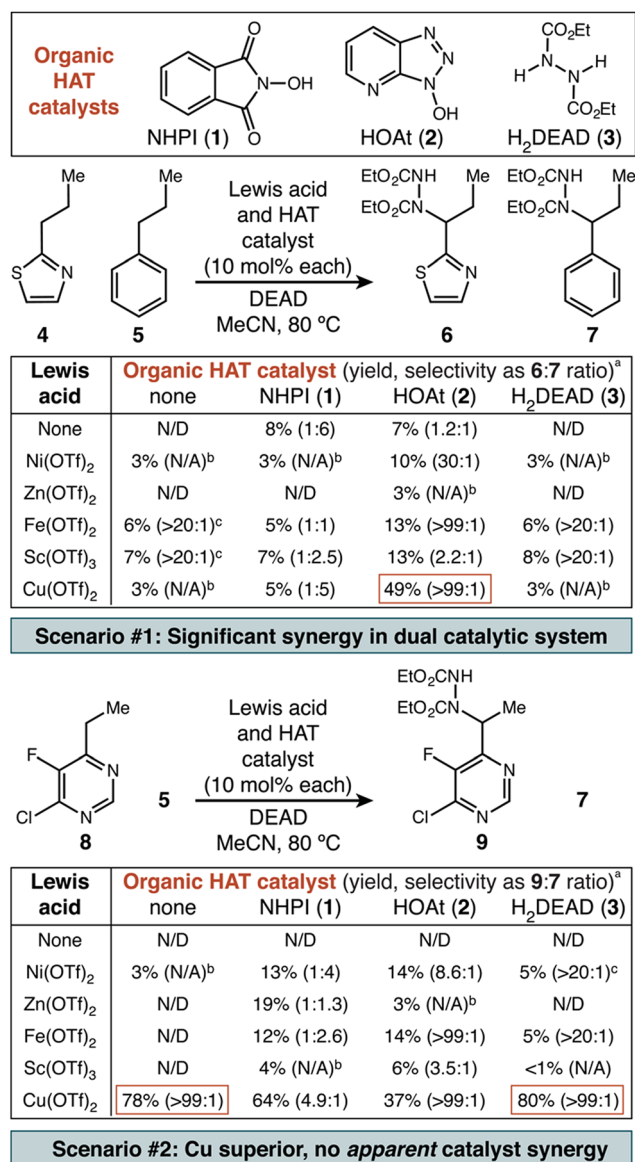 Organic HAT catalysts
O
N
OH
O
NHPI (1)
N
N
N
N
OH
HOAt (2)
CO₂Et
H N N H
CO₂Et
H₂DEAD (3)
Me
S N
4
Me
5
Lewis acid
and HAT
catalyst
(10 mol% each)
DEAD
MeCN, 80 ºC
EtO₂CNH Me
EtO₂CN
S N
6
EtO₂CNH Me
EtO₂CN
7
Lewis acid Organic HAT catalyst (yield, selectivity as 6:7 ratio)ᵃ
none NHPI (1) HOAt (2) H₂DEAD (3)
None N/D 8% (1:6) 7% (1.2:1) N/D
Ni(OTf)₂ 3% (N/A)ᵇ 3% (N/A)ᵇ 10% (30:1) 3% (N/A)ᵇ
Zn(OTf)₂ N/D N/D 3% (N/A)ᵇ N/D
Fe(OTf)₂ 6% (>20:1)ᶜ 5% (1:1) 13% (>99:1) 6% (>20:1)
Sc(OTf)₃ 7% (>20:1)ᶜ 7% (1:2.5) 13% (2.2:1) 8% (>20:1)
Cu(OTf)₂ 3% (N/A)ᵇ 5% (1:5) 49% (>99:1) 3% (N/A)ᵇ
Scenario #1: Significant synergy in dual catalytic system
Me
F
N
Cl N
8
5
Lewis acid
and HAT
catalyst
(10 mol% each)
DEAD
MeCN, 80 ºC
EtO₂CNH
EtO₂CN Me
F
N
Cl N
9
7
Lewis acid Organic HAT catalyst (yield, selectivity as 9:7 ratio)ᵃ
none NHPI (1) HOAt (2) H₂DEAD (3)
None N/D N/D N/D N/D
Ni(OTf)₂ 3% (N/A)ᵇ 13% (1:4) 14% (8.6:1) 5% (>20:1)ᶜ
Zn(OTf)₂ N/D 19% (1:1.3) 3% (N/A)ᵇ N/D
Fe(OTf)₂ N/D 12% (1:2.6) 14% (>99:1) 5% (>20:1)
Sc(OTf)₃ N/D 4% (N/A)ᵇ 6% (3.5:1) <1% (N/A)
Cu(OTf)₂ 78% (>99:1) 64% (4.9:1) 37% (>99:1) 80% (>99:1)
Scenario #2: Cu superior, no apparent catalyst synergy